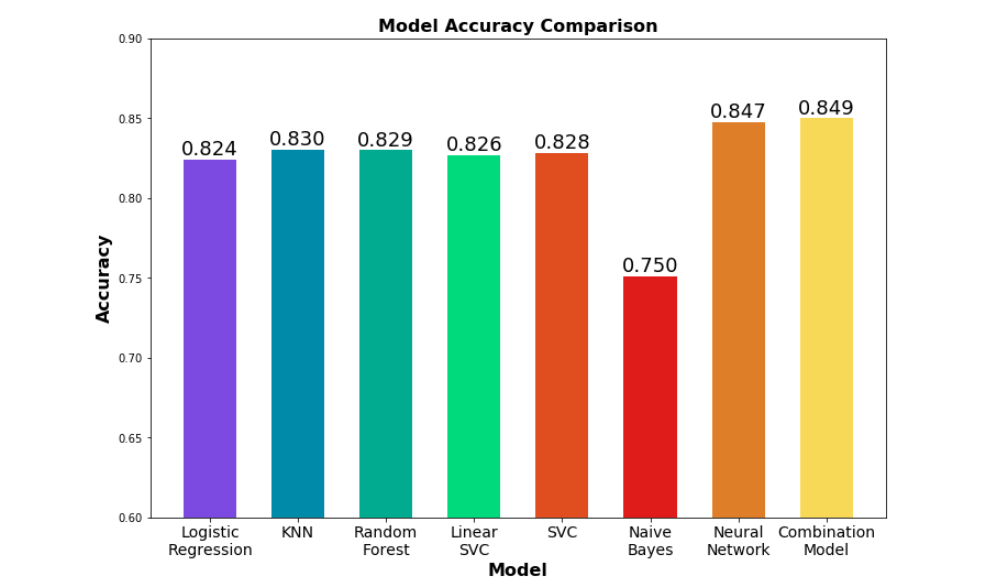 Model Accuracy Comparison
0.90
0.85
0.80
0.75
0.70
0.65
0.60
Accuracy
0.824
0.830
0.829
0.826
0.828
0.750
0.847
0.849
Logistic
Regression
KNN
Random
Forest
Linear
SVC
SVC
Naive
Bayes
Neural
Network
Combination
Model
Model